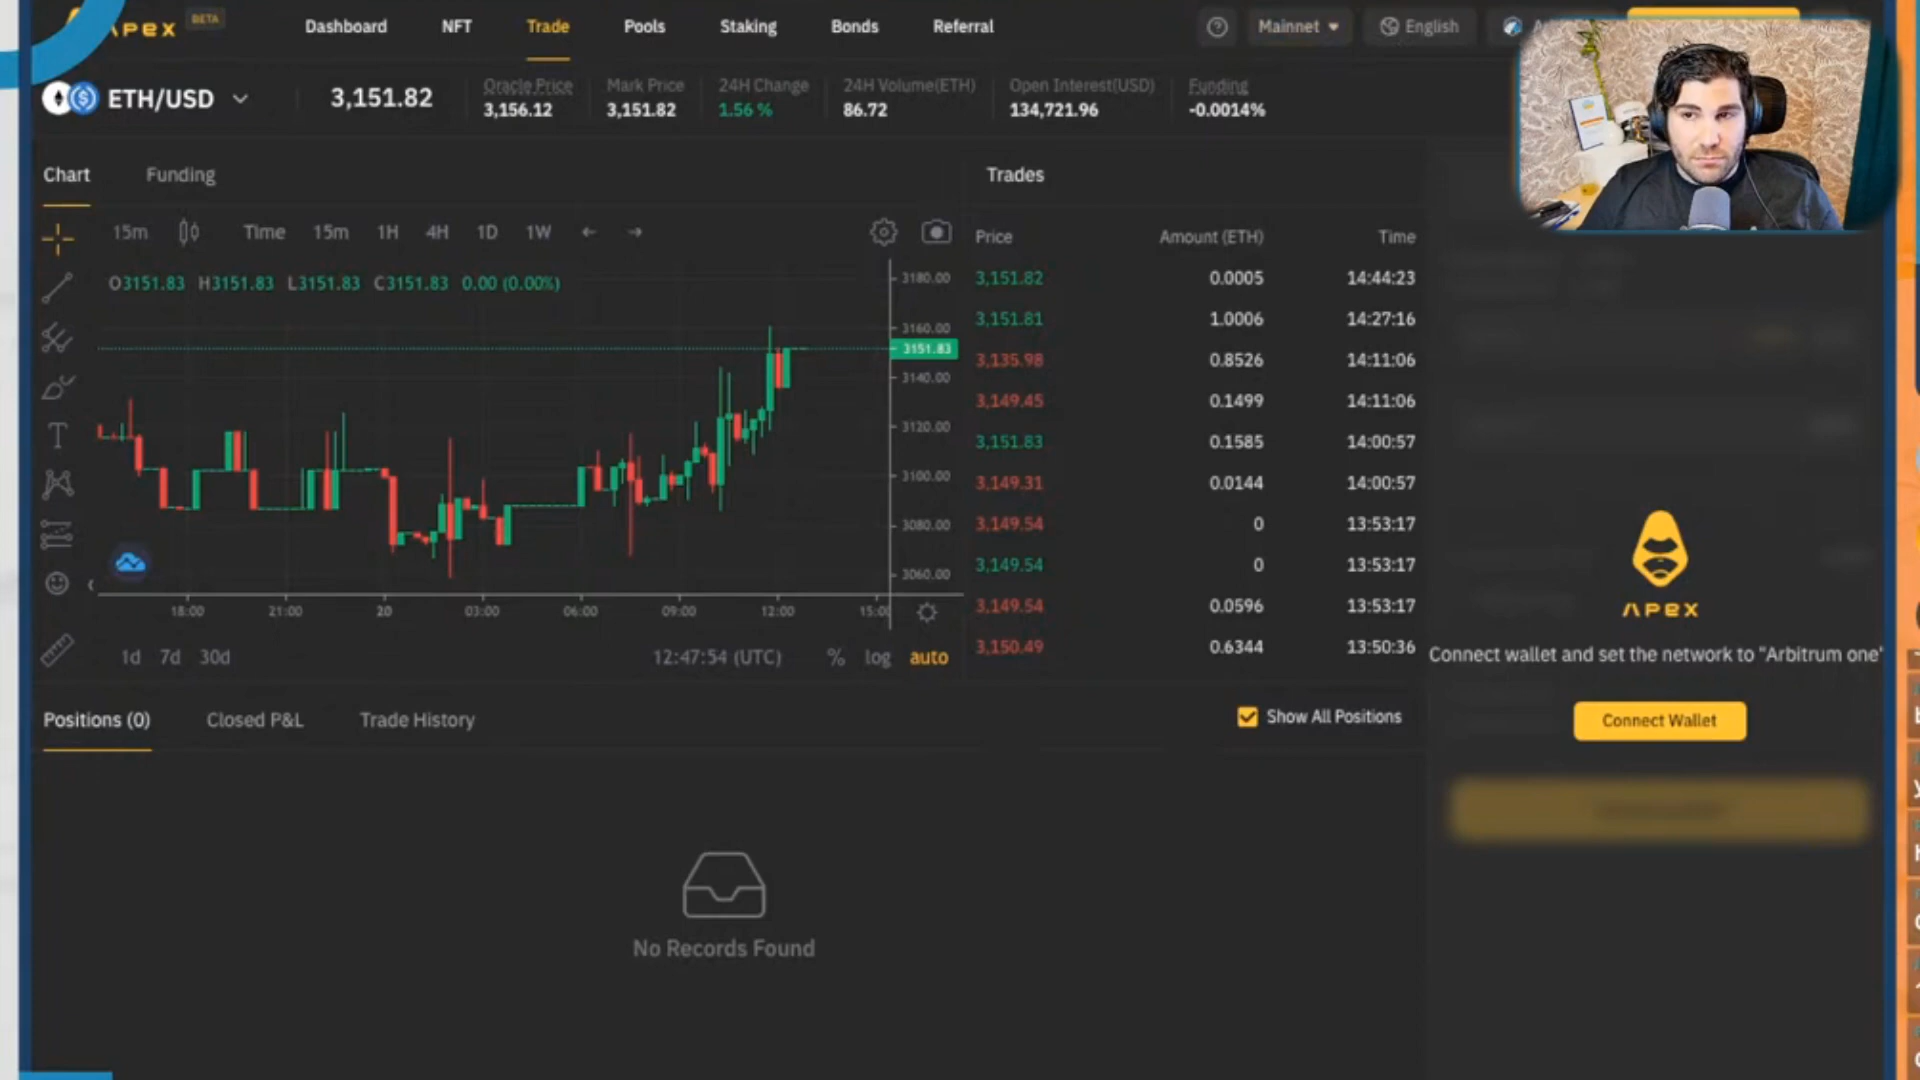 APEX BETA
Dashboard NFT Trade Pools Staking Bonds Referral
Mainnet English
ETH/USD 3,151.82
Oracle Price 3,156.12
Mark Price 3,151.82
24H Change 1.56 %
24H Volume(ETH) 86.72
Open Interest(USD) 134,721.96
Funding -0.0014%
Chart Funding
15m Time 15m 1H 4H 1D 1W
O3151.83 H3151.83 L3151.83 C3151.83 0.00 (0.00%)
3180.00
3160.00
3151.83
3140.00
3120.00
3100.00
3080.00
3060.00
18:00 21:00 20 03:00 06:00 09:00 12:00 15:00
1d 7d 30d 12:47:54 (UTC) % log auto
Trades
Price Amount (ETH) Time
3,151.82 0.0005 14:44:23
3,151.81 1.0006 14:27:16
3,135.98 0.8526 14:11:06
3,149.45 0.1499 14:11:06
3,151.83 0.1585 14:00:57
3,149.31 0.0144 14:00:57
3,149.54 0 13:53:17
3,149.54 0 13:53:17
3,149.54 0.0596 13:53:17
3,150.49 0.6344 13:50:36
APEX
Connect wallet and set the network to "Arbitrum one"
Connect Wallet
Positions (0) Closed P&L Trade History
Show All Positions
No Records Found